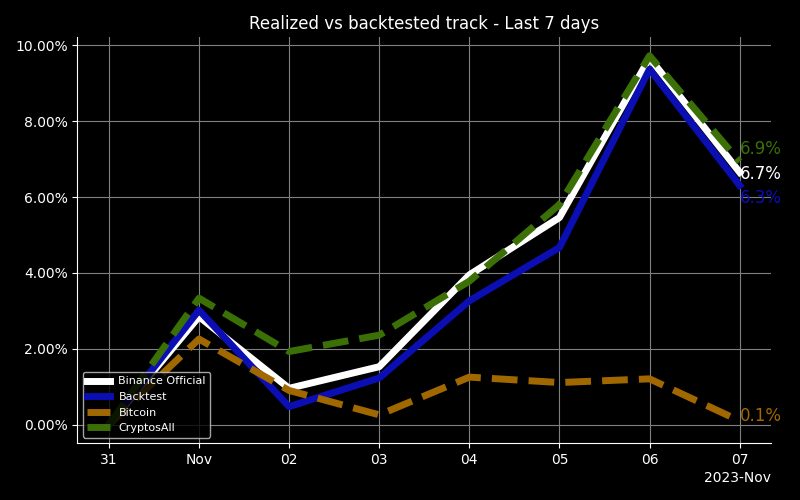 Realized vs backtested track - Last 7 days
10.00%
8.00%
6.00%
4.00%
2.00%
0.00%
6.9%
6.7%
6.3%
0.1%
Binance Official
Backtest
Bitcoin
CryptosAll
31 Nov 02 03 04 05 06 07
2023-Nov